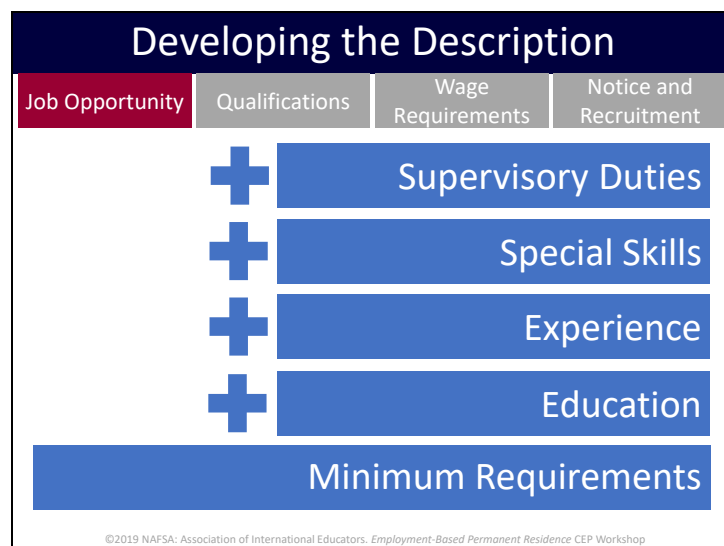 Developing the Description
Job Opportunity
Qualifications
Wage
Requirements
Notice and
Recruitment
Supervisory Duties
Special Skills
Experience
Education
Minimum Requirements
©2019 NAFSA: Association of International Educators. Employment-Based Permanent Residence CEP Workshop